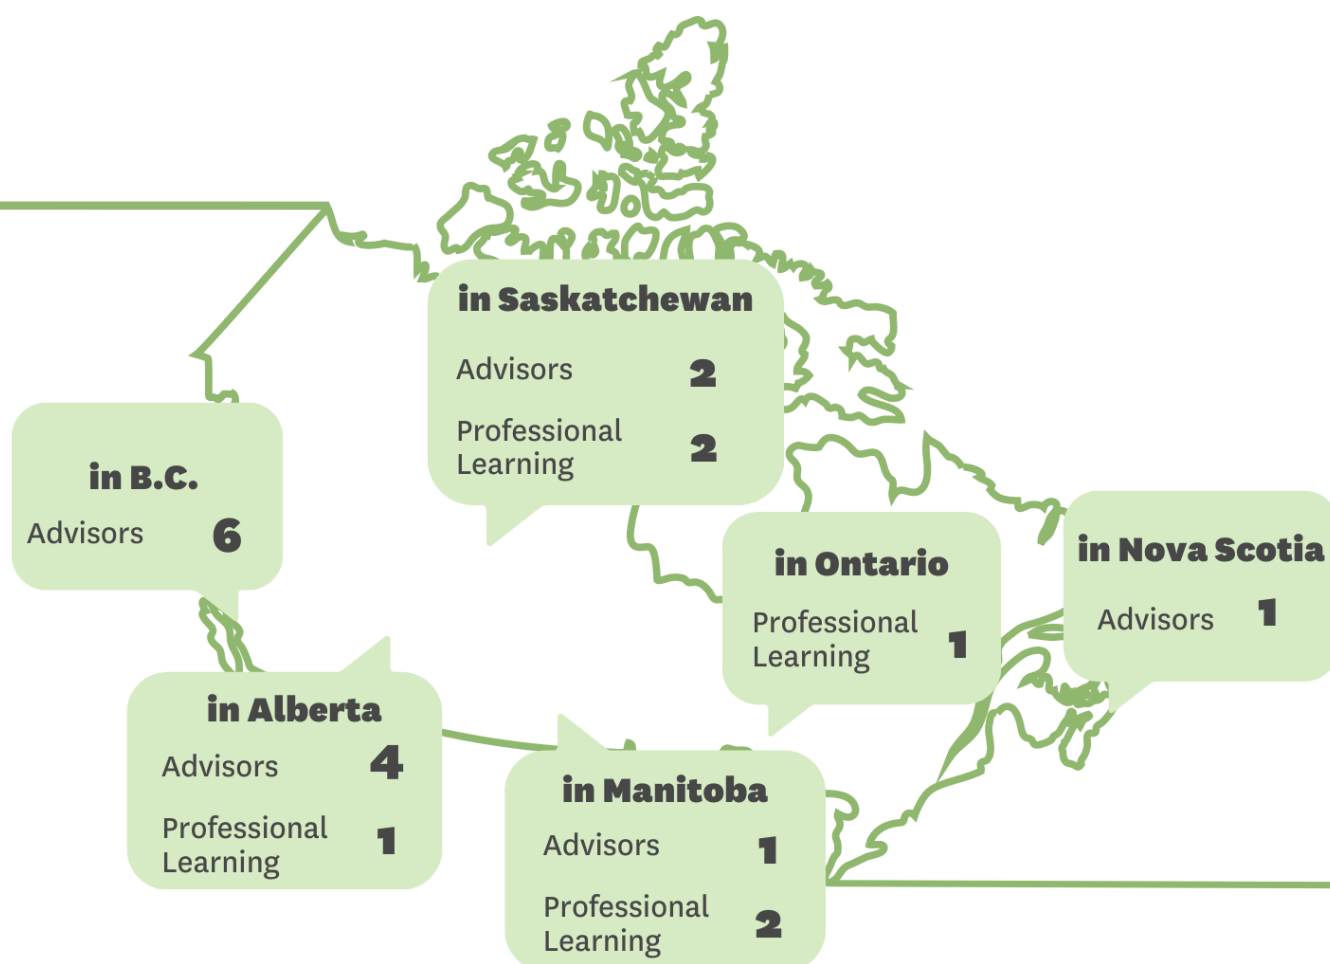 in Saskatchewan
Advisors 2
Professional
Learning 2
in B.C.
Advisors 6
in Ontario
Professional
Learning 1
in Nova Scotia
Advisors 1
in Alberta
Advisors 4
Professional
Learning 1
in Manitoba
Advisors 1
Professional
Learning 2